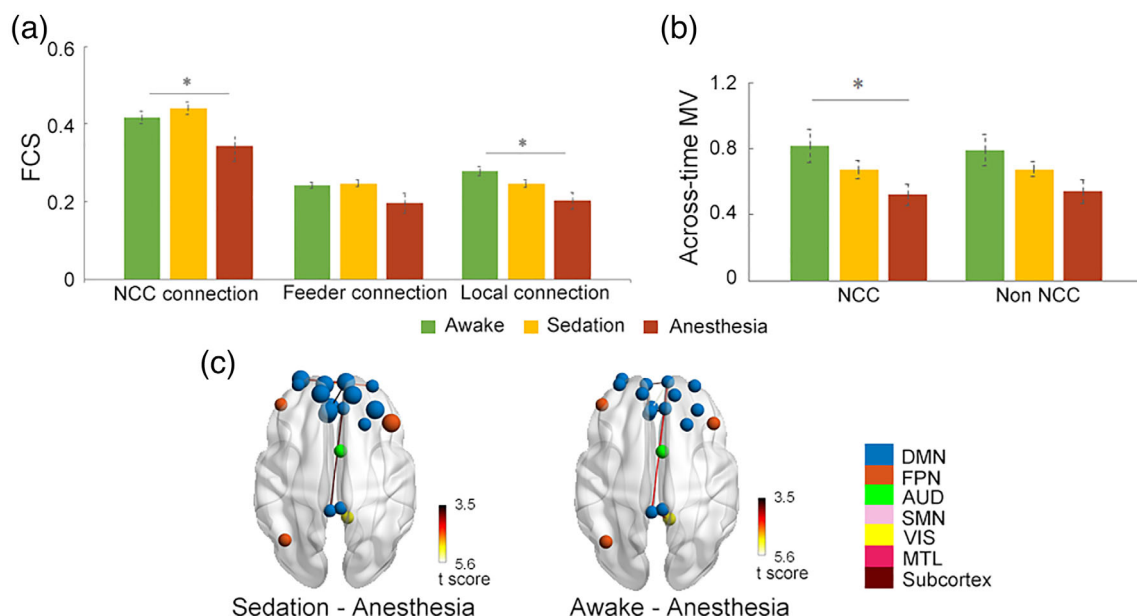 (a)
0.6
0.4
0.2
0
FCS
*
*
NCC connection
Feeder connection
Local connection
(b)
1.2
0.8
0.4
0
Across-time MV
*
NCC
Non NCC
Awake
Sedation
Anesthesia
(c)
3.5
5.6
t score
Sedation - Anesthesia
3.5
5.6
t score
Awake - Anesthesia
DMN
FPN
AUD
SMN
VIS
MTL
Subcortex